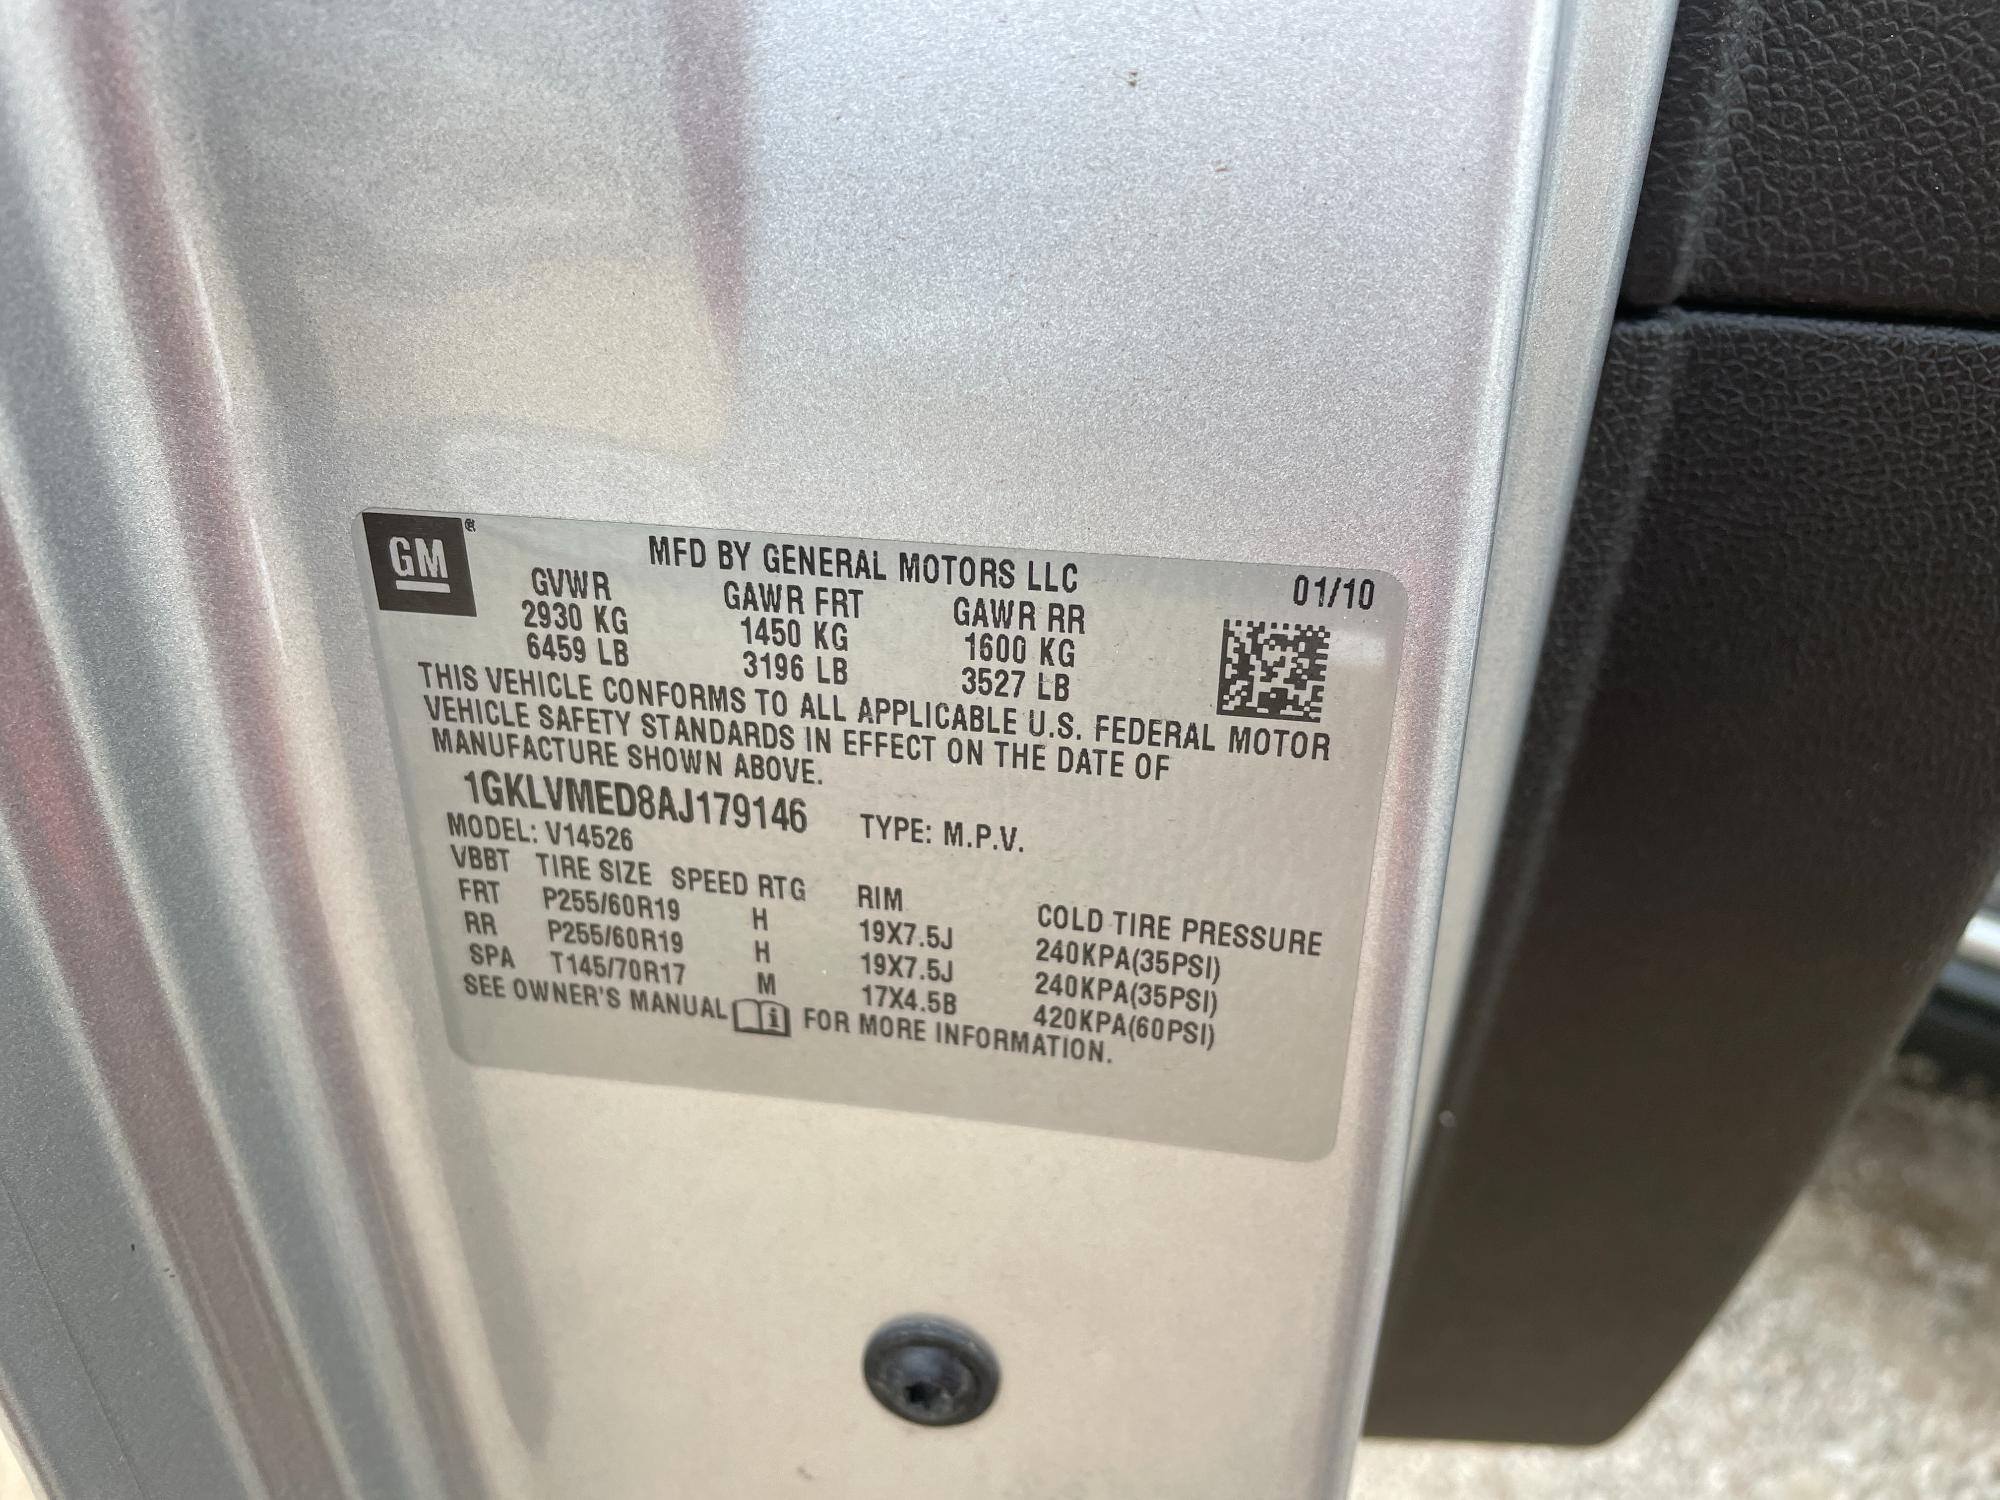 GM
MFD BY GENERAL MOTORS LLC 01/10
GVWR GAWR FRT GAWR RR
2930 KG 1450 KG 1600 KG
6459 LB 3196 LB 3527 LB
THIS VEHICLE CONFORMS TO ALL APPLICABLE U.S. FEDERAL MOTOR
VEHICLE SAFETY STANDARDS IN EFFECT ON THE DATE OF
MANUFACTURE SHOWN ABOVE.
1GKLVMED8AJ179146 TYPE: M.P.V.
MODEL: V14526
VBBT TIRE SIZE SPEED RTG RIM COLD TIRE PRESSURE
FRT P255/60R19 H 19X7.5J 240KPA(35PSI)
RR P255/60R19 H 19X7.5J 240KPA(35PSI)
SPA T145/70R17 M 17X4.5B 420KPA(60PSI)
SEE OWNER'S MANUAL i FOR MORE INFORMATION.